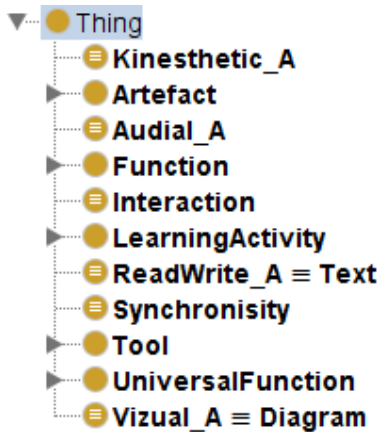 Thing
Kinesthetic_A
Artefact
Audial_A
Function
Interaction
LearningActivity
ReadWrite_A ≡ Text
Synchronisity
Tool
UniversalFunction
Vizual_A ≡ Diagram